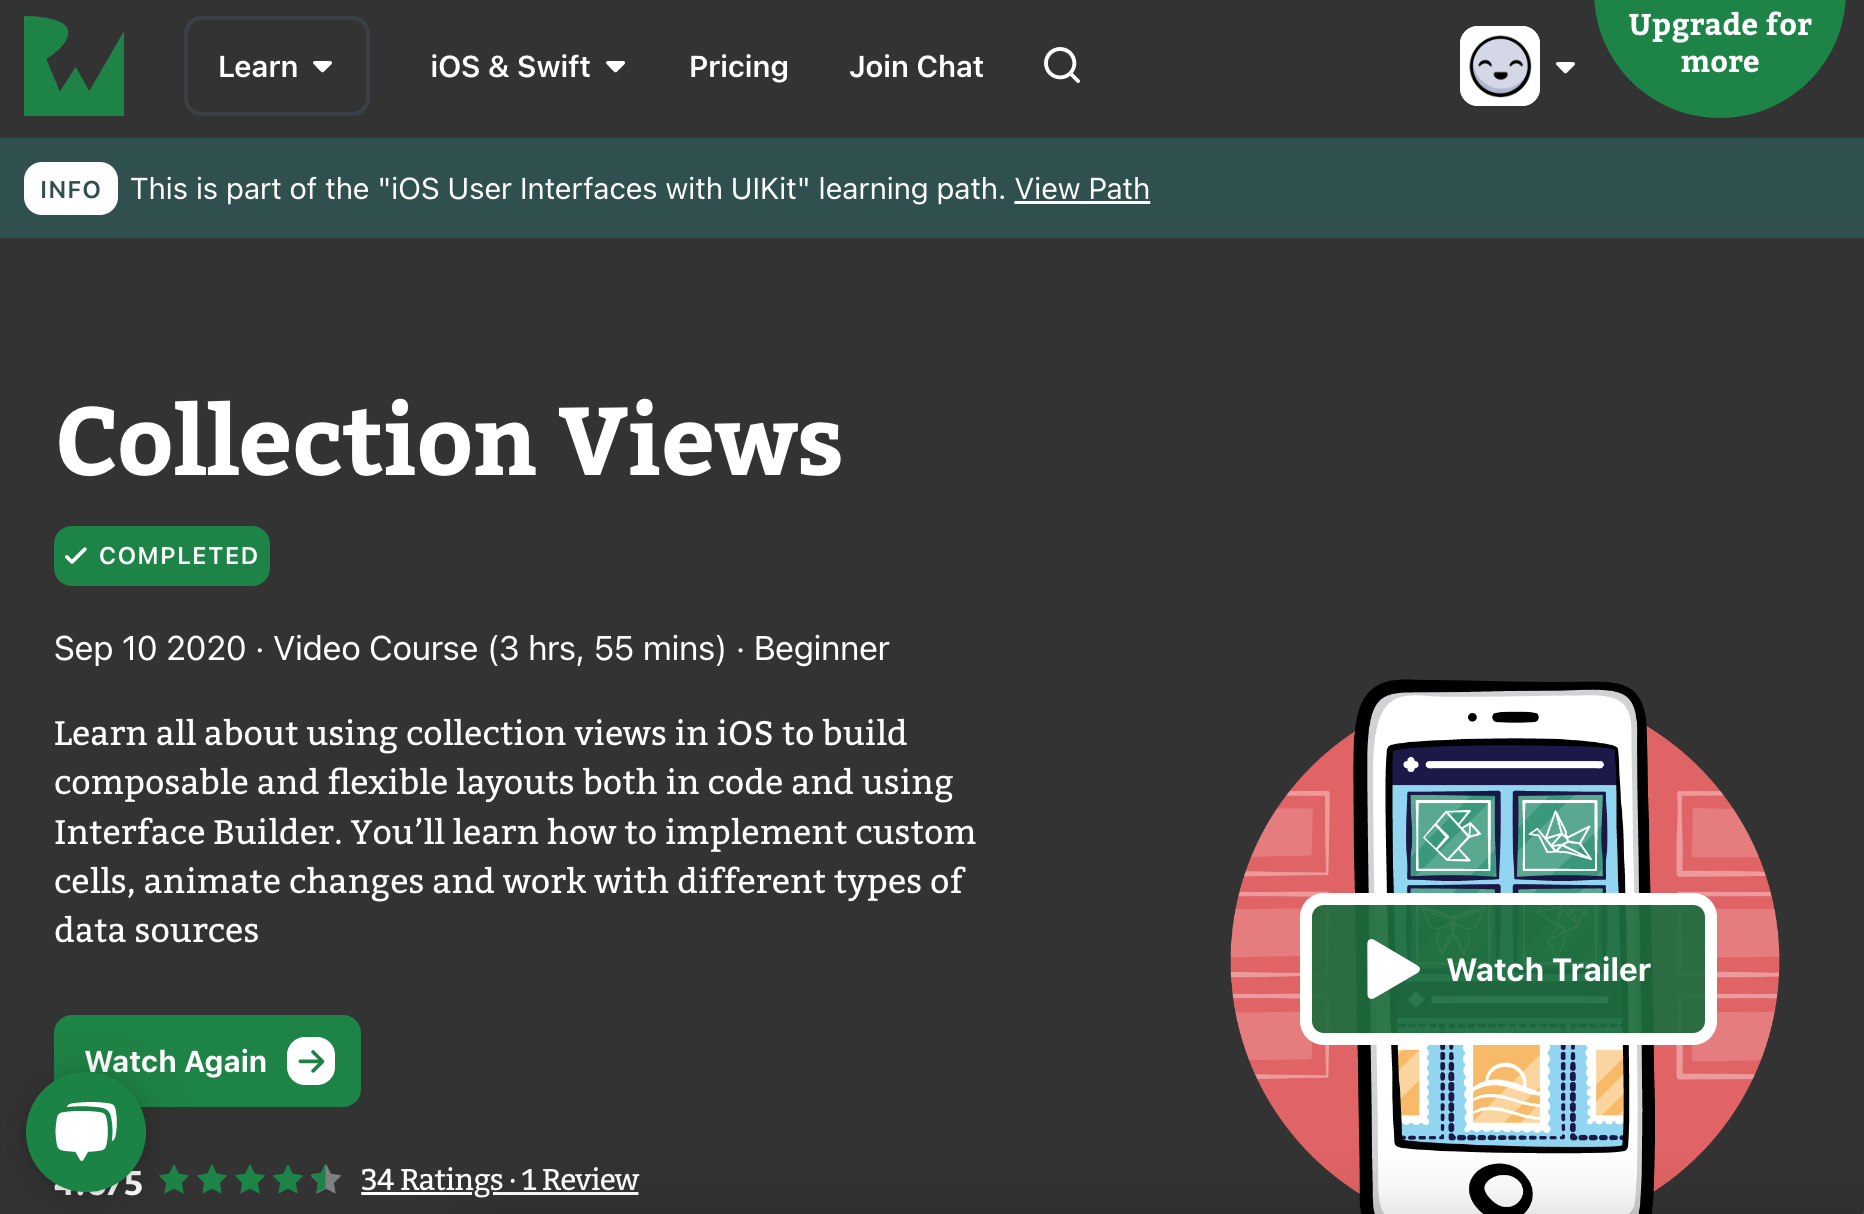 Learn
iOS & Swift
Pricing
Join Chat
Upgrade for
more
INFO
This is part of the "iOS User Interfaces with UIKit" learning path. View Path
Collection Views
COMPLETED
Sep 10 2020 · Video Course (3 hrs, 55 mins) · Beginner
Learn all about using collection views in iOS to build
composable and flexible layouts both in code and using
Interface Builder. You’ll learn how to implement custom
cells, animate changes and work with different types of
data sources
Watch Trailer
Watch Again
34 Ratings · 1 Review